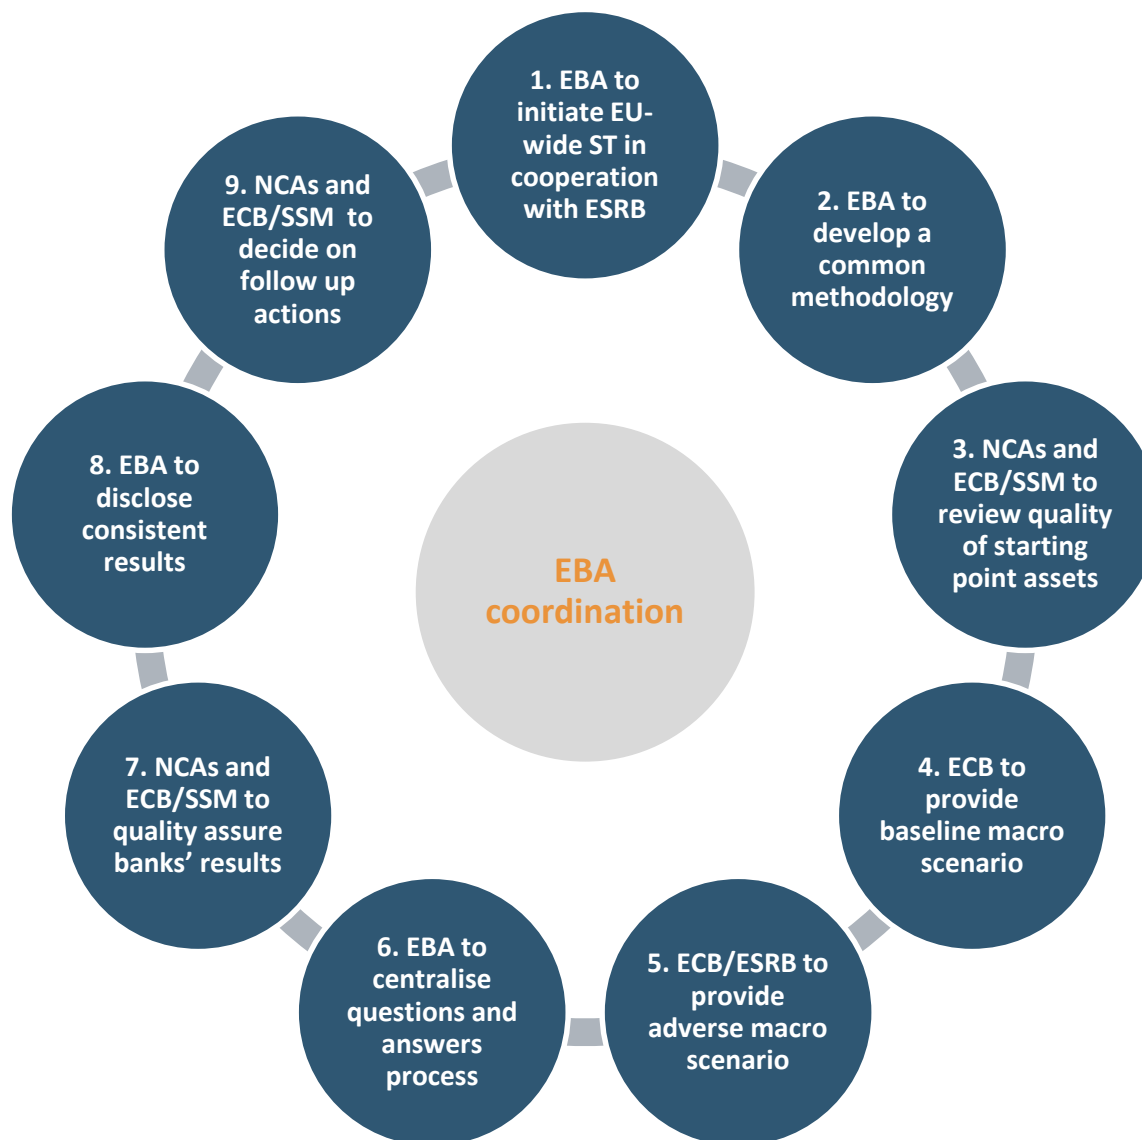 1. EBA to
initiate EU-
wide ST in
cooperation
with ESRB
2. EBA to
develop a
common
methodology
3. NCAs and
ECB/SSM to
review quality
of starting
point assets
4. ECB to
provide
baseline macro
scenario
5. ECB/ESRB to
provide
adverse macro
scenario
6. EBA to
centralise
questions and
answers
process
7. NCAs and
ECB/SSM to
quality assure
banks’ results
8. EBA to
disclose
consistent
results
9. NCAs and
ECB/SSM  to
decide on
follow up
actions
EBA
coordination